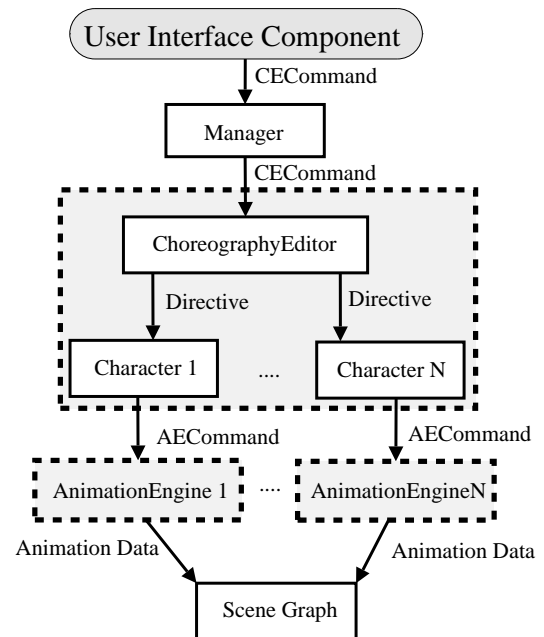 User Interface Component
CECommand
Manager
CECommand
ChoreographyEditor
Directive
Directive
Character 1
....
Character N
AECommand
AECommand
AnimationEngine 1
....
AnimationEngineN
Animation Data
Animation Data
Scene Graph